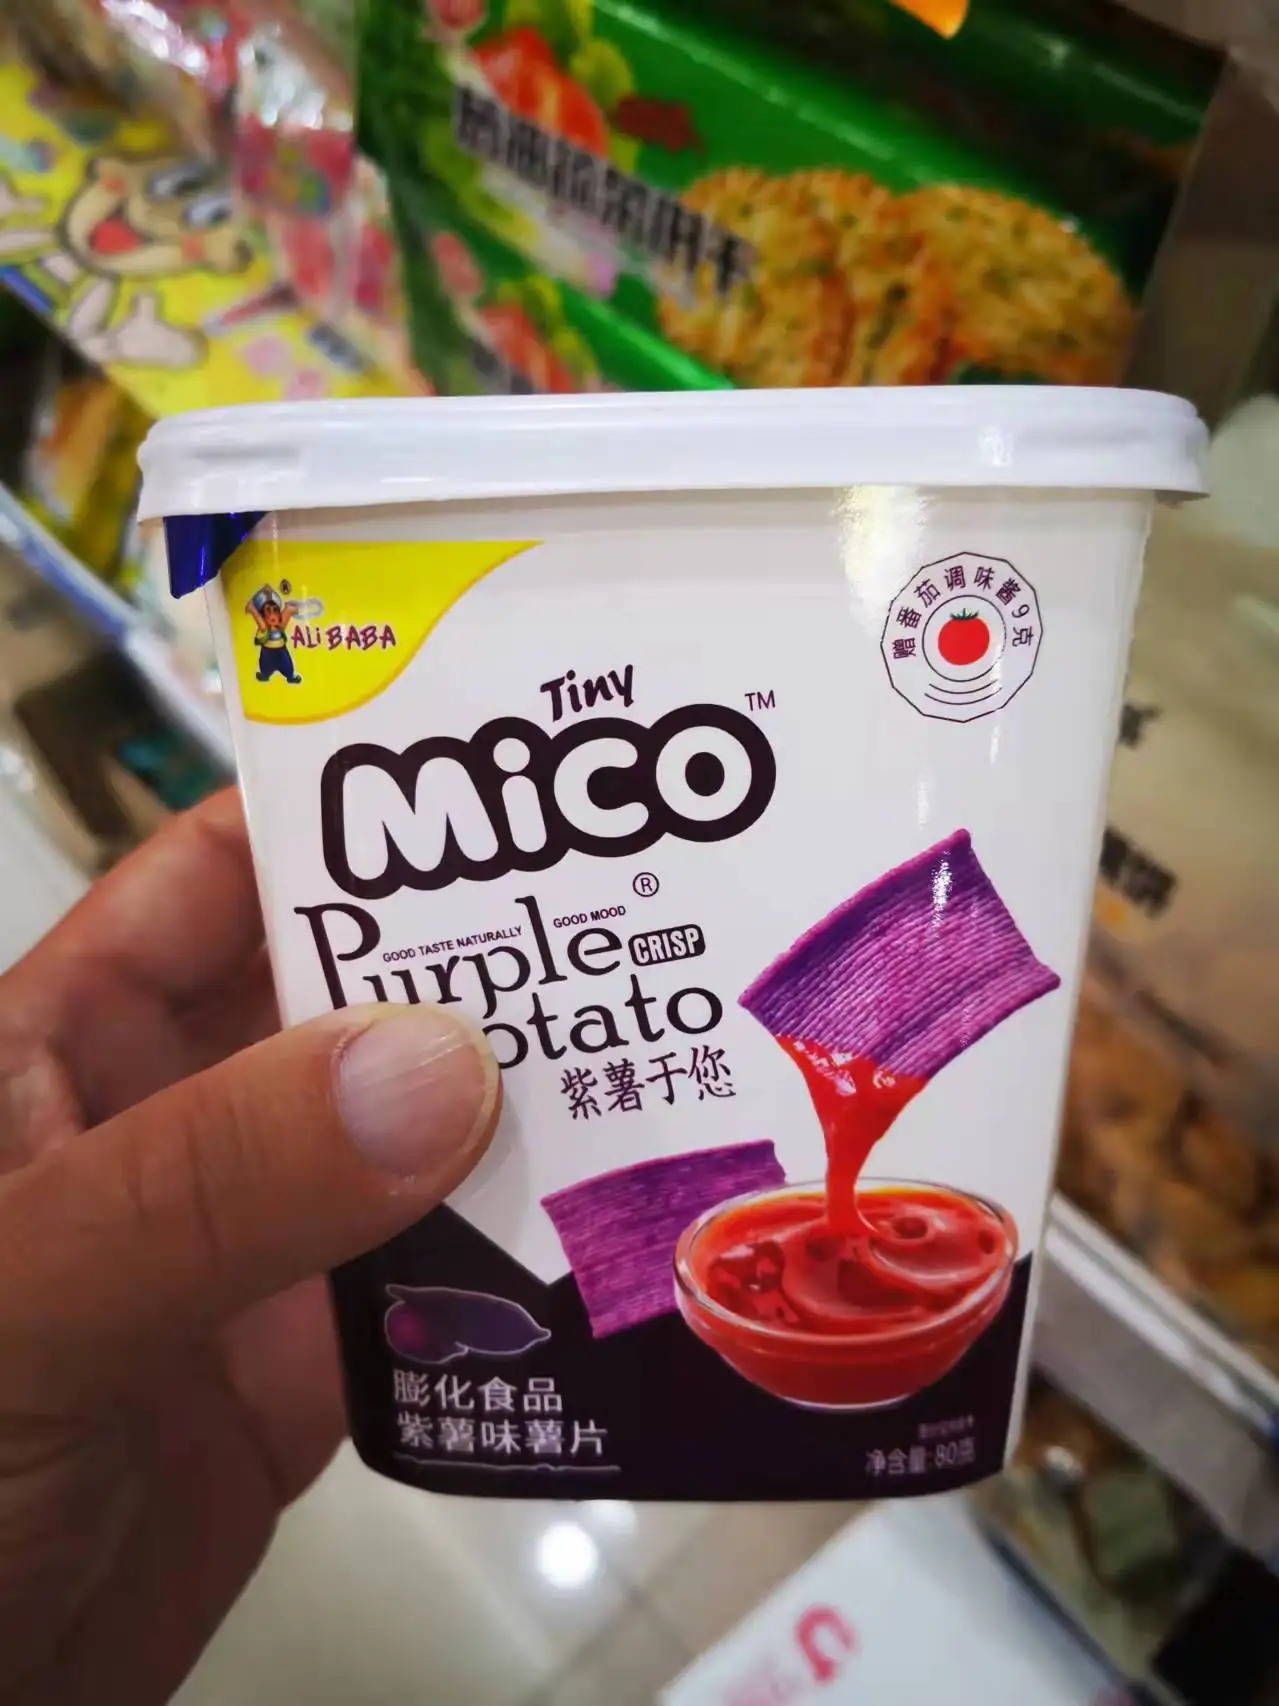 ALiBABA
®
赠番茄调味酱9克
Tiny
MiCO
TM
®
Purple
GOOD TASTE NATURALLY
GOOD MOOD
CRISP
otato
紫薯于您
膨化食品
紫薯味薯片
净含量:80克